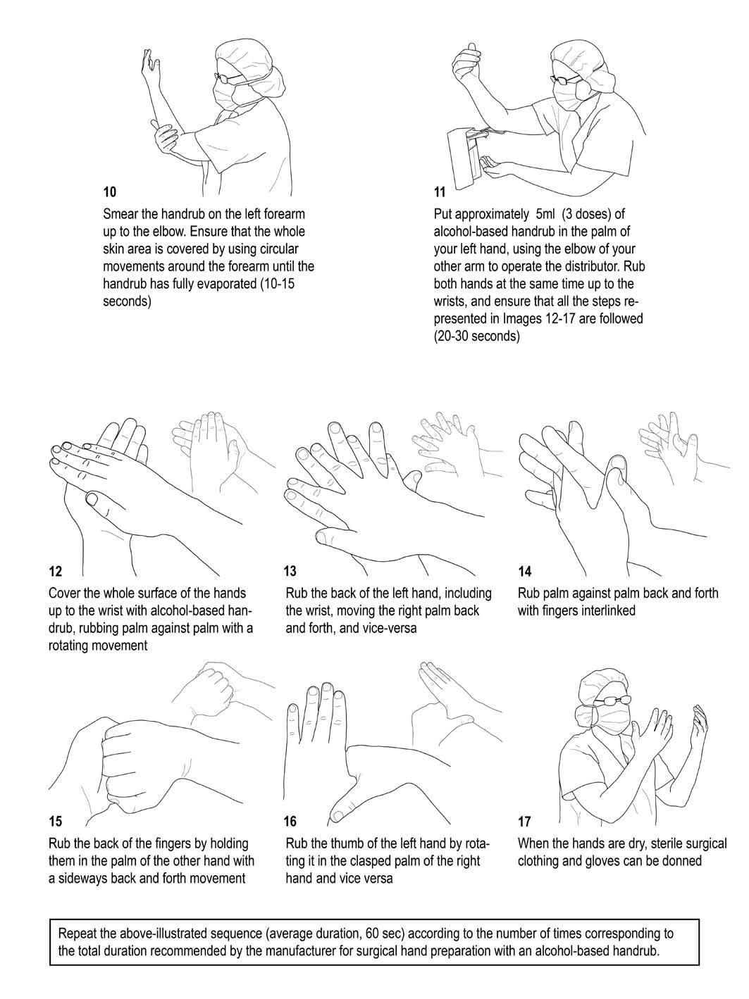 10
Smear the handrub on the left forearm
up to the elbow. Ensure that the whole
skin area is covered by using circular
movements around the forearm until the
handrub has fully evaporated (10-15
seconds)
11
Put approximately  5ml  (3 doses) of
alcohol-based handrub in the palm of
your left hand, using the elbow of your
other arm to operate the distributor. Rub
both hands at the same time up to the
wrists, and ensure that all the steps re-
presented in Images 12-17 are followed
(20-30 seconds)
12
Cover the whole surface of the hands
up to the wrist with alcohol-based han-
drub, rubbing palm against palm with a
rotating movement
13
Rub the back of the left hand, including
the wrist, moving the right palm back
and forth, and vice-versa
14
Rub palm against palm back and forth
with fingers interlinked
15
Rub the back of the fingers by holding
them in the palm of the other hand with
a sideways back and forth movement
16
Rub the thumb of the left hand by rota-
ting it in the clasped palm of the right
hand and vice versa
17
When the hands are dry, sterile surgical
clothing and gloves can be donned
Repeat the above-illustrated sequence (average duration, 60 sec) according to the number of times corresponding to
the total duration recommended by the manufacturer for surgical hand preparation with an alcohol-based handrub.